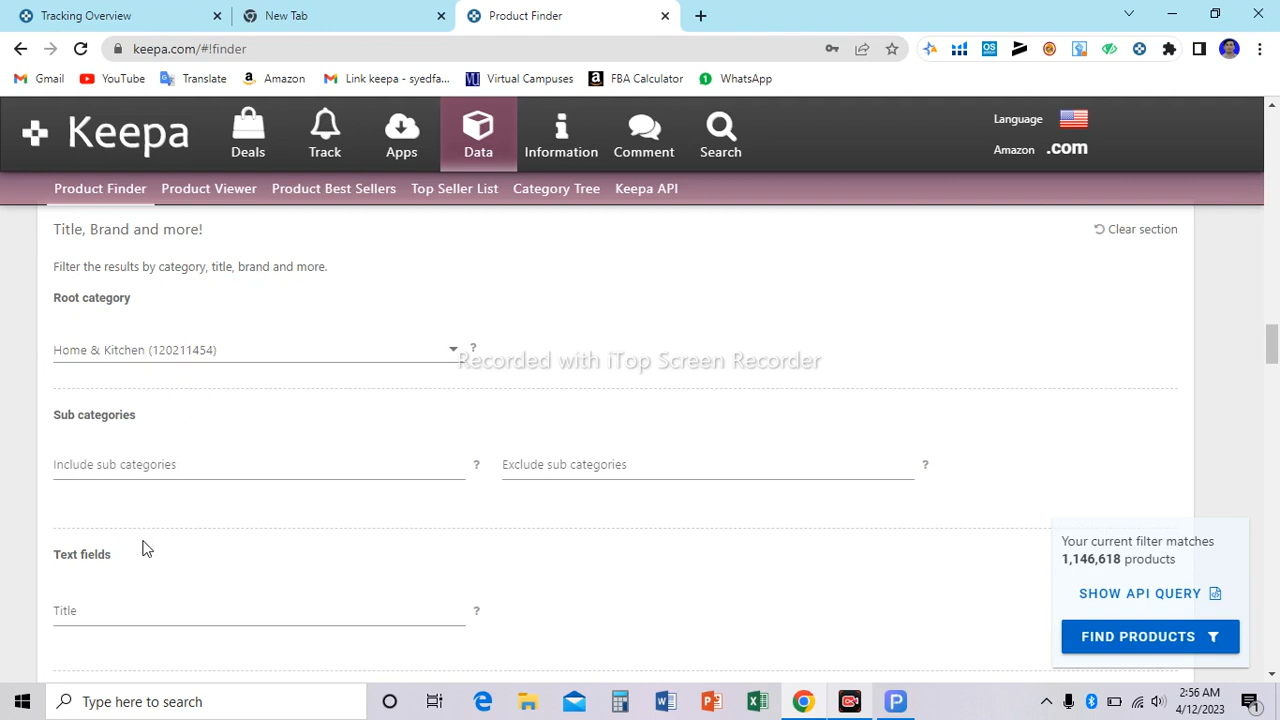 Tracking Overview
New Tab
Product Finder
keepa.com/#!finder
Gmail
YouTube
Translate
Amazon
Link keepa - syedfa...
Virtual Campuses
FBA Calculator
WhatsApp
Keepa
Deals
Track
Apps
Data
Information
Comment
Search
Language
Amazon .com
Product Finder
Product Viewer
Product Best Sellers
Top Seller List
Category Tree
Keepa API
Title, Brand and more!
Clear section
Filter the results by category, title, brand and more.
Root category
Home & Kitchen (120211454)
?
Recorded with iTop Screen Recorder
Sub categories
Include sub categories
?
Exclude sub categories
?
Text fields
Title
?
Your current filter matches
1,146,618 products
SHOW API QUERY
FIND PRODUCTS
Type here to search
2:56 AM
4/12/2023